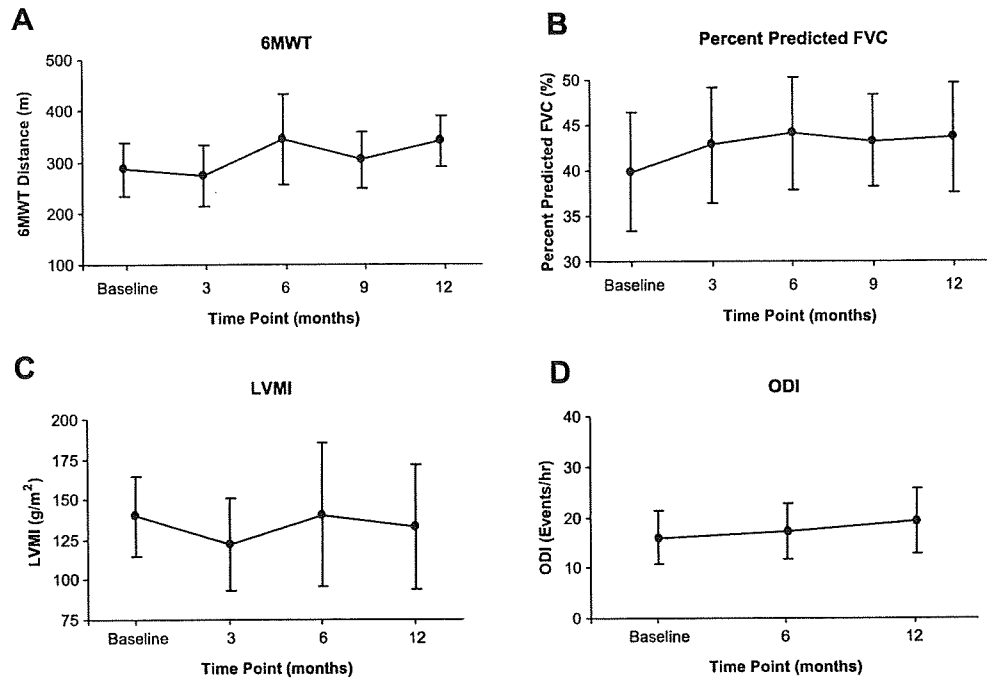 A
6MWT
500
400
300
200
100
6MWT Distance (m)
Baseline 3 6 9 12
Time Point (months)
B
Percent Predicted FVC
50
45
40
35
30
Percent Predicted FVC (%)
Baseline 3 6 9 12
Time Point (months)
C
LVMI
200
175
150
125
100
75
LVMI (g/m²)
Baseline 3 6 12
Time Point (months)
D
ODI
40
30
20
10
0
ODI (Events/hr)
Baseline 6 12
Time Point (months)